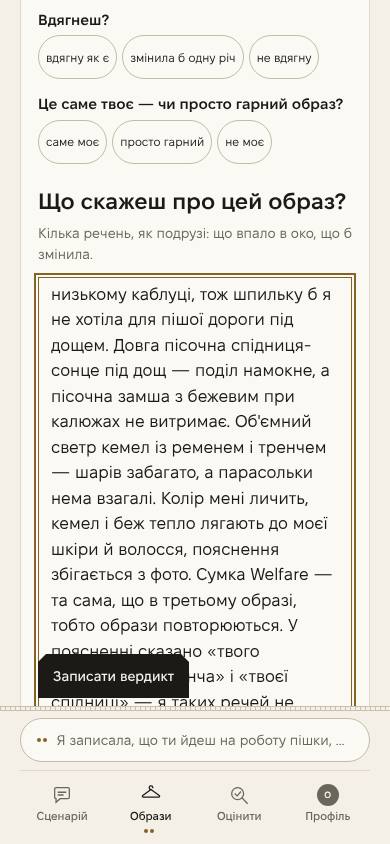 Вдягнеш?
вдягну як є
змінила б одну річ
не вдягну
Це саме твоє — чи просто гарний образ?
саме моє
просто гарний
не моє
Що скажеш про цей образ?
Кілька речень, як подрузі: що впало в око, що б
змінила.
низькому каблуці, тож шпильку б я
не хотіла для пішої дороги під
дощем. Довга пісочна спідниця-
сонце під дощ — поділ намокне, а
пісочна замша з бежевим при
калюжах не витримає. Об'ємний
светр кемел із ременем і тренчем
— шарів забагато, а парасольки
нема взагалі. Колір мені личить,
кемел і беж тепло лягають до моєї
шкіри й волосся, пояснення
збігається з фото. Сумка Welfare —
та сама, що в третьому образі,
тобто образи повторюються. У
поясненні сказано «твого
нча» і «твоєї
Записати вердикт
спідниці» — я таких речей не
Я записала, що ти йдеш на роботу пішки, ...
Сценарій
Образи
Оцінити
О
Профіль